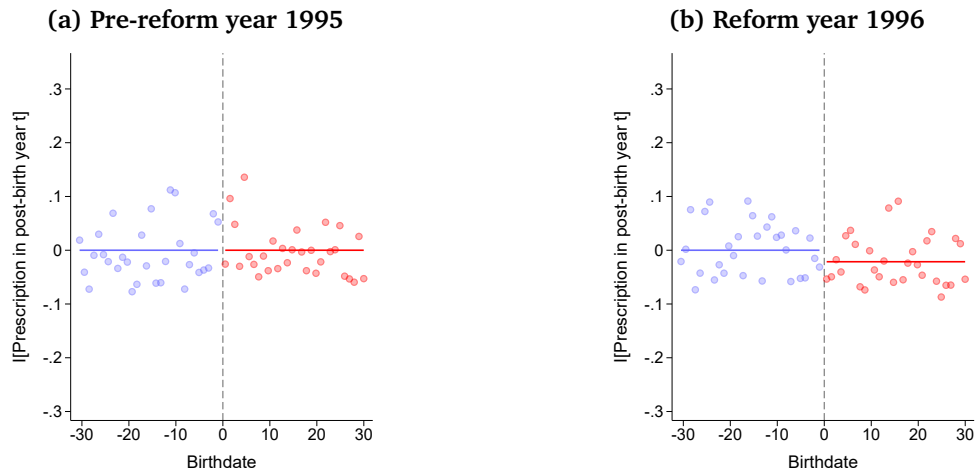 (a) Pre-reform year 1995
I[Prescription in post-birth year t]
.3
.2
.1
0
-.1
-.2
-.3
-30 -20 -10 0 10 20 30
Birthdate
(b) Reform year 1996
I[Prescription in post-birth year t]
.3
.2
.1
0
-.1
-.2
-.3
-30 -20 -10 0 10 20 30
Birthdate